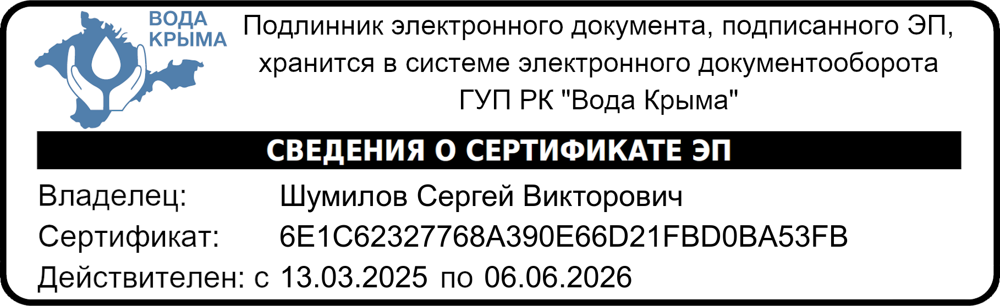 ВОДА
КРЫМА
Подлинник электронного документа, подписанного ЭП,
хранится в системе электронного документооборота
ГУП РК "Вода Крыма"
СВЕДЕНИЯ О СЕРТИФИКАТЕ ЭП
Владелец: Шумилов Сергей Викторович
Сертификат: 6E1C62327768A390E66D21FBD0BA53FB
Действителен: с 13.03.2025 по 06.06.2026